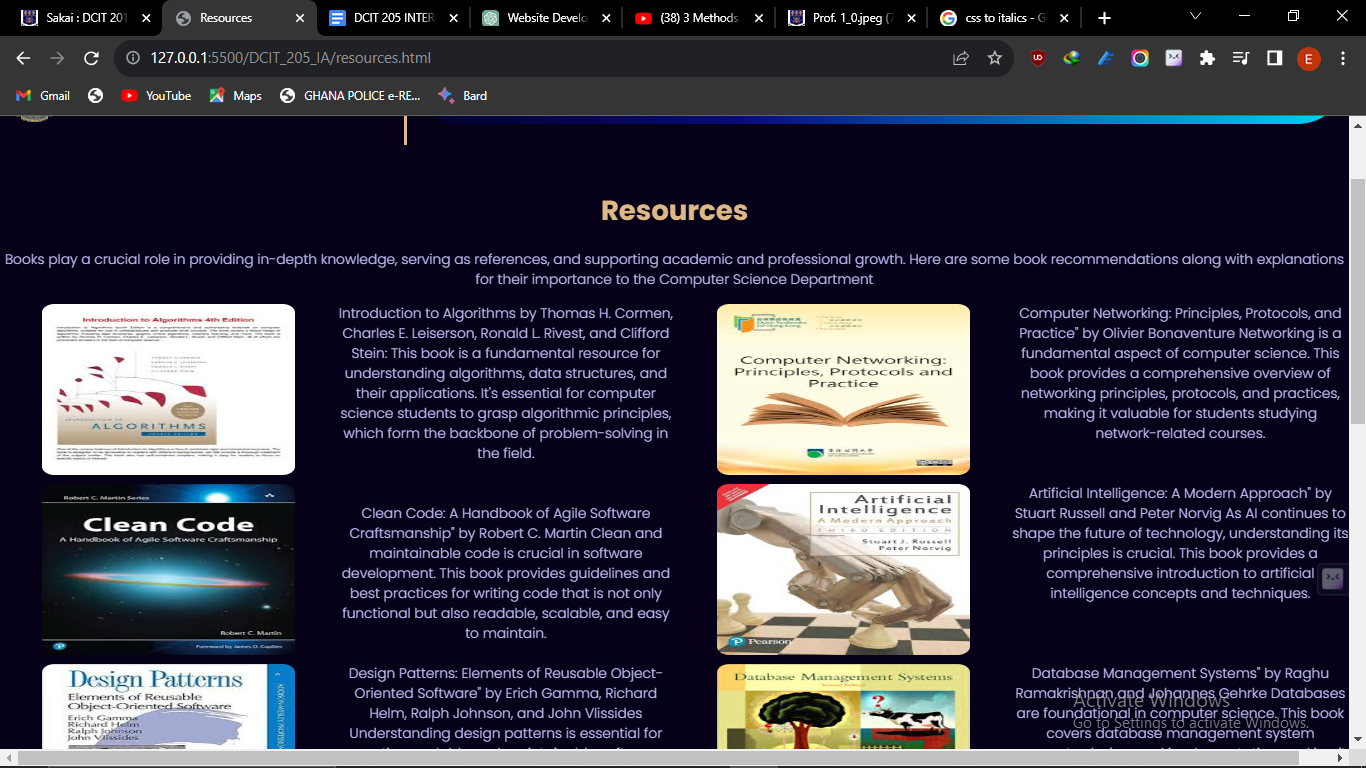 Sakai : DCIT 201
Resources
DCIT 205 INTER
Website Develo
(38) 3 Methods
Prof. 1_0.jpeg (7
css to italics - G
127.0.0.1:5500/DCIT_205_IA/resources.html
E
Gmail
YouTube
Maps
GHANA POLICE e-RE...
Bard
Resources
Books play a crucial role in providing in-depth knowledge, serving as references, and supporting academic and professional growth. Here are some book recommendations along with explanations
for their importance to the Computer Science Department
Introduction to Algorithms 4th Edition
ALGORITHMS
Introduction to Algorithms by Thomas H. Cormen,
Charles E. Leiserson, Ronald L. Rivest, and Clifford
Stein: This book is a fundamental resource for
understanding algorithms, data structures, and
their applications. It's essential for computer
science students to grasp algorithmic principles,
which form the backbone of problem-solving in
the field.
Computer Networking:
Principles, Protocols and
Practice
Computer Networking: Principles, Protocols, and
Practice" by Olivier Bonaventure Networking is a
fundamental aspect of computer science. This
book provides a comprehensive overview of
networking principles, protocols, and practices,
making it valuable for students studying
network-related courses.
Robert C. Martin Series
Clean Code
A Handbook of Agile Software Craftsmanship
Robert C. Martin
Foreword by James O. Coplien
Clean Code: A Handbook of Agile Software
Craftsmanship" by Robert C. Martin Clean and
maintainable code is crucial in software
development. This book provides guidelines and
best practices for writing code that is not only
functional but also readable, scalable, and easy
to maintain.
Artificial
Intelligence
A Modern Approach
THIRD EDITION
Stuart J. Russell
Peter Norvig
Pearson
Artificial Intelligence: A Modern Approach" by
Stuart Russell and Peter Norvig As AI continues to
shape the future of technology, understanding its
principles is crucial. This book provides a
comprehensive introduction to artificial
intelligence concepts and techniques.
Design Patterns
Elements of Reusable
Object-Oriented Software
Erich Gamma
Richard Helm
Ralph Johnson
John Vlissides
Design Patterns: Elements of Reusable Object-
Oriented Software" by Erich Gamma, Richard
Helm, Ralph Johnson, and John Vlissides
Understanding design patterns is essential for
Database Management Systems
Database Management Systems" by Raghu
Ramakrishnan and Johannes Gehrke Databases
are foundational in computer science. This book
covers database management system
Activate Windows
Go to Settings to activate Windows.